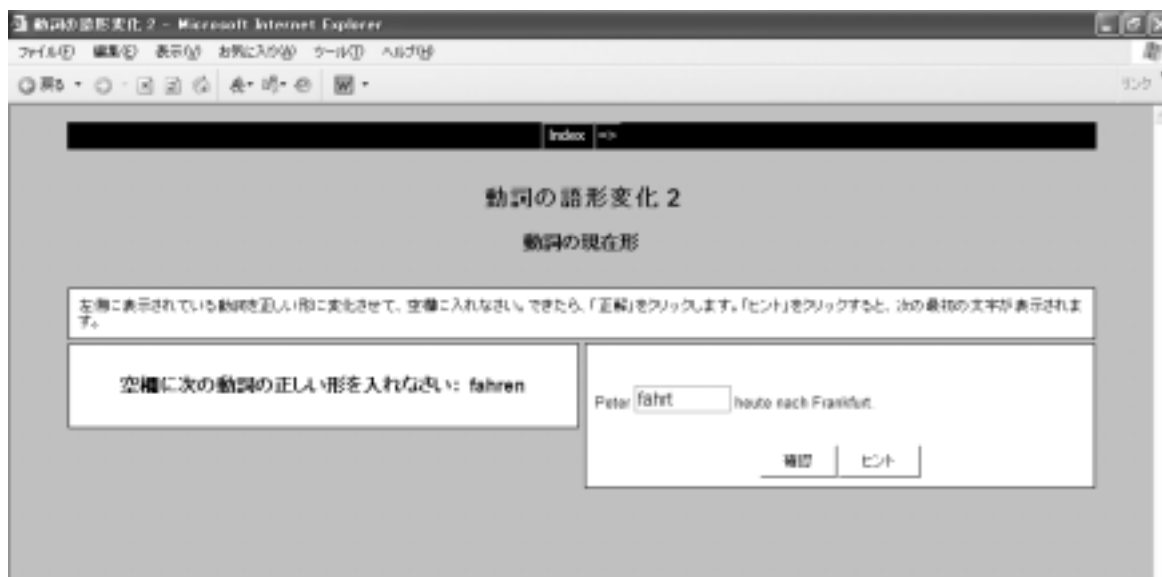 動詞の語形変化 2 - Microsoft Internet Explorer
ファイル(F) 編集(E) 表示(V) お気に入り(A) ツール(T) ヘルプ(H)
戻る リンク
Index =>
動詞の語形変化 2
動詞の現在形
左側に表示されている動詞を正しい形に変化させて、空欄に入れなさい。できたら、「正解」をクリックします。「ヒント」をクリックすると、次の最初の文字が表示されま
す。
空欄に次の動詞の正しい形を入れなさい: fahren
Peter fährt heute nach Frankfurt.
確認 ヒント